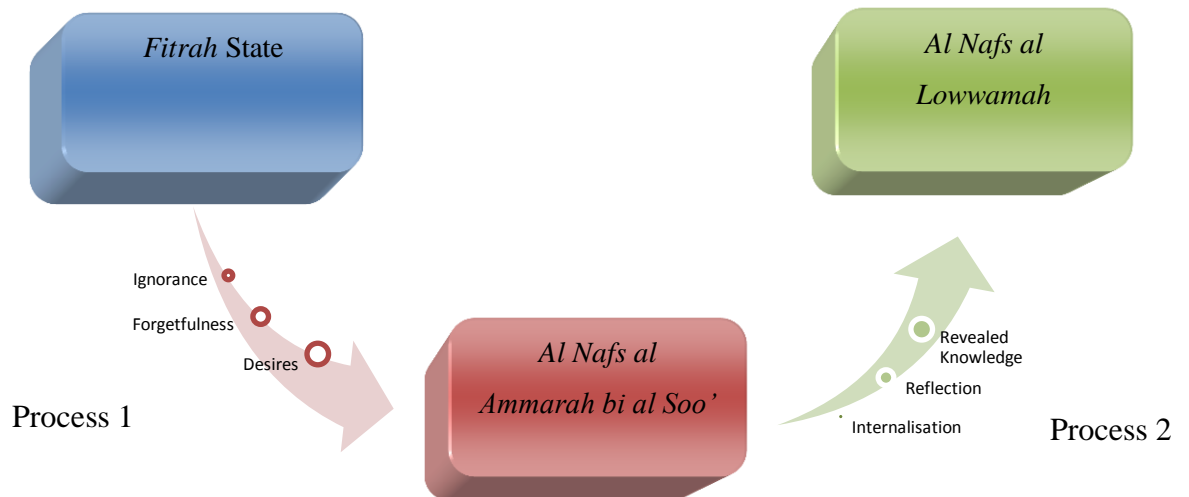 Fitrah State
Al Nafs al
Lowwamah
Ignorance
Forgetfulness
Desires
Process 1
Al Nafs al
Ammarah bi al Soo’
Revealed
Knowledge
Reflection
Internalisation
Process 2